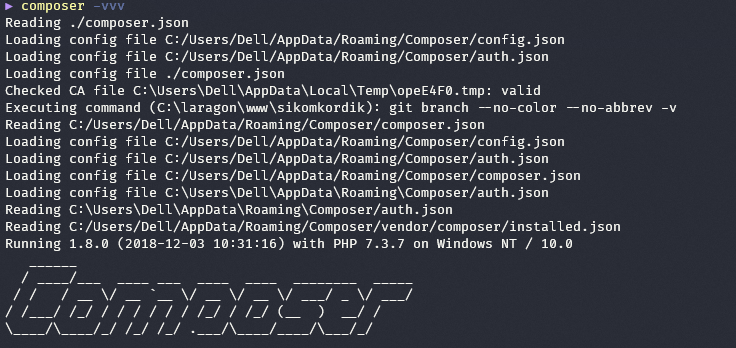 ▶ composer -vvv
Reading ./composer.json
Loading config file C:/Users/Dell/AppData/Roaming/Composer/config.json
Loading config file C:/Users/Dell/AppData/Roaming/Composer/auth.json
Loading config file ./composer.json
Checked CA file C:\Users\Dell\AppData\Local\Temp\opeE4F0.tmp: valid
Executing command (C:\laragon\www\sikomkordik): git branch --no-color --no-abbrev -v
Reading C:/Users/Dell/AppData/Roaming/Composer/composer.json
Loading config file C:/Users/Dell/AppData/Roaming/Composer/config.json
Loading config file C:/Users/Dell/AppData/Roaming/Composer/auth.json
Loading config file C:/Users/Dell/AppData/Roaming/Composer/composer.json
Loading config file C:\Users\Dell\AppData\Roaming\Composer/auth.json
Reading C:\Users\Dell\AppData\Roaming\Composer/auth.json
Reading C:/Users/Dell/AppData/Roaming/Composer/vendor/composer/installed.json
Running 1.8.0 (2018-12-03 10:31:16) with PHP 7.3.7 on Windows NT / 10.0
Composer